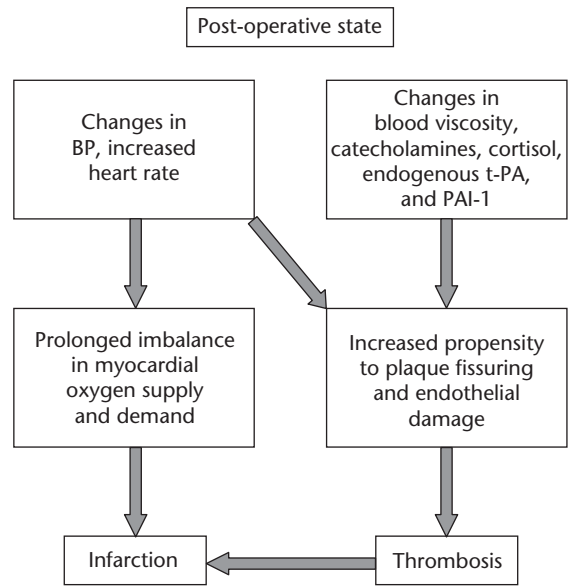 Post-operative state
Changes in
BP, increased
heart rate
Changes in
blood viscosity,
catecholamines, cortisol,
endogenous t-PA,
and PAI-1
Prolonged imbalance
in myocardial
oxygen supply
and demand
Increased propensity
to plaque fissuring
and endothelial
damage
Infarction
Thrombosis